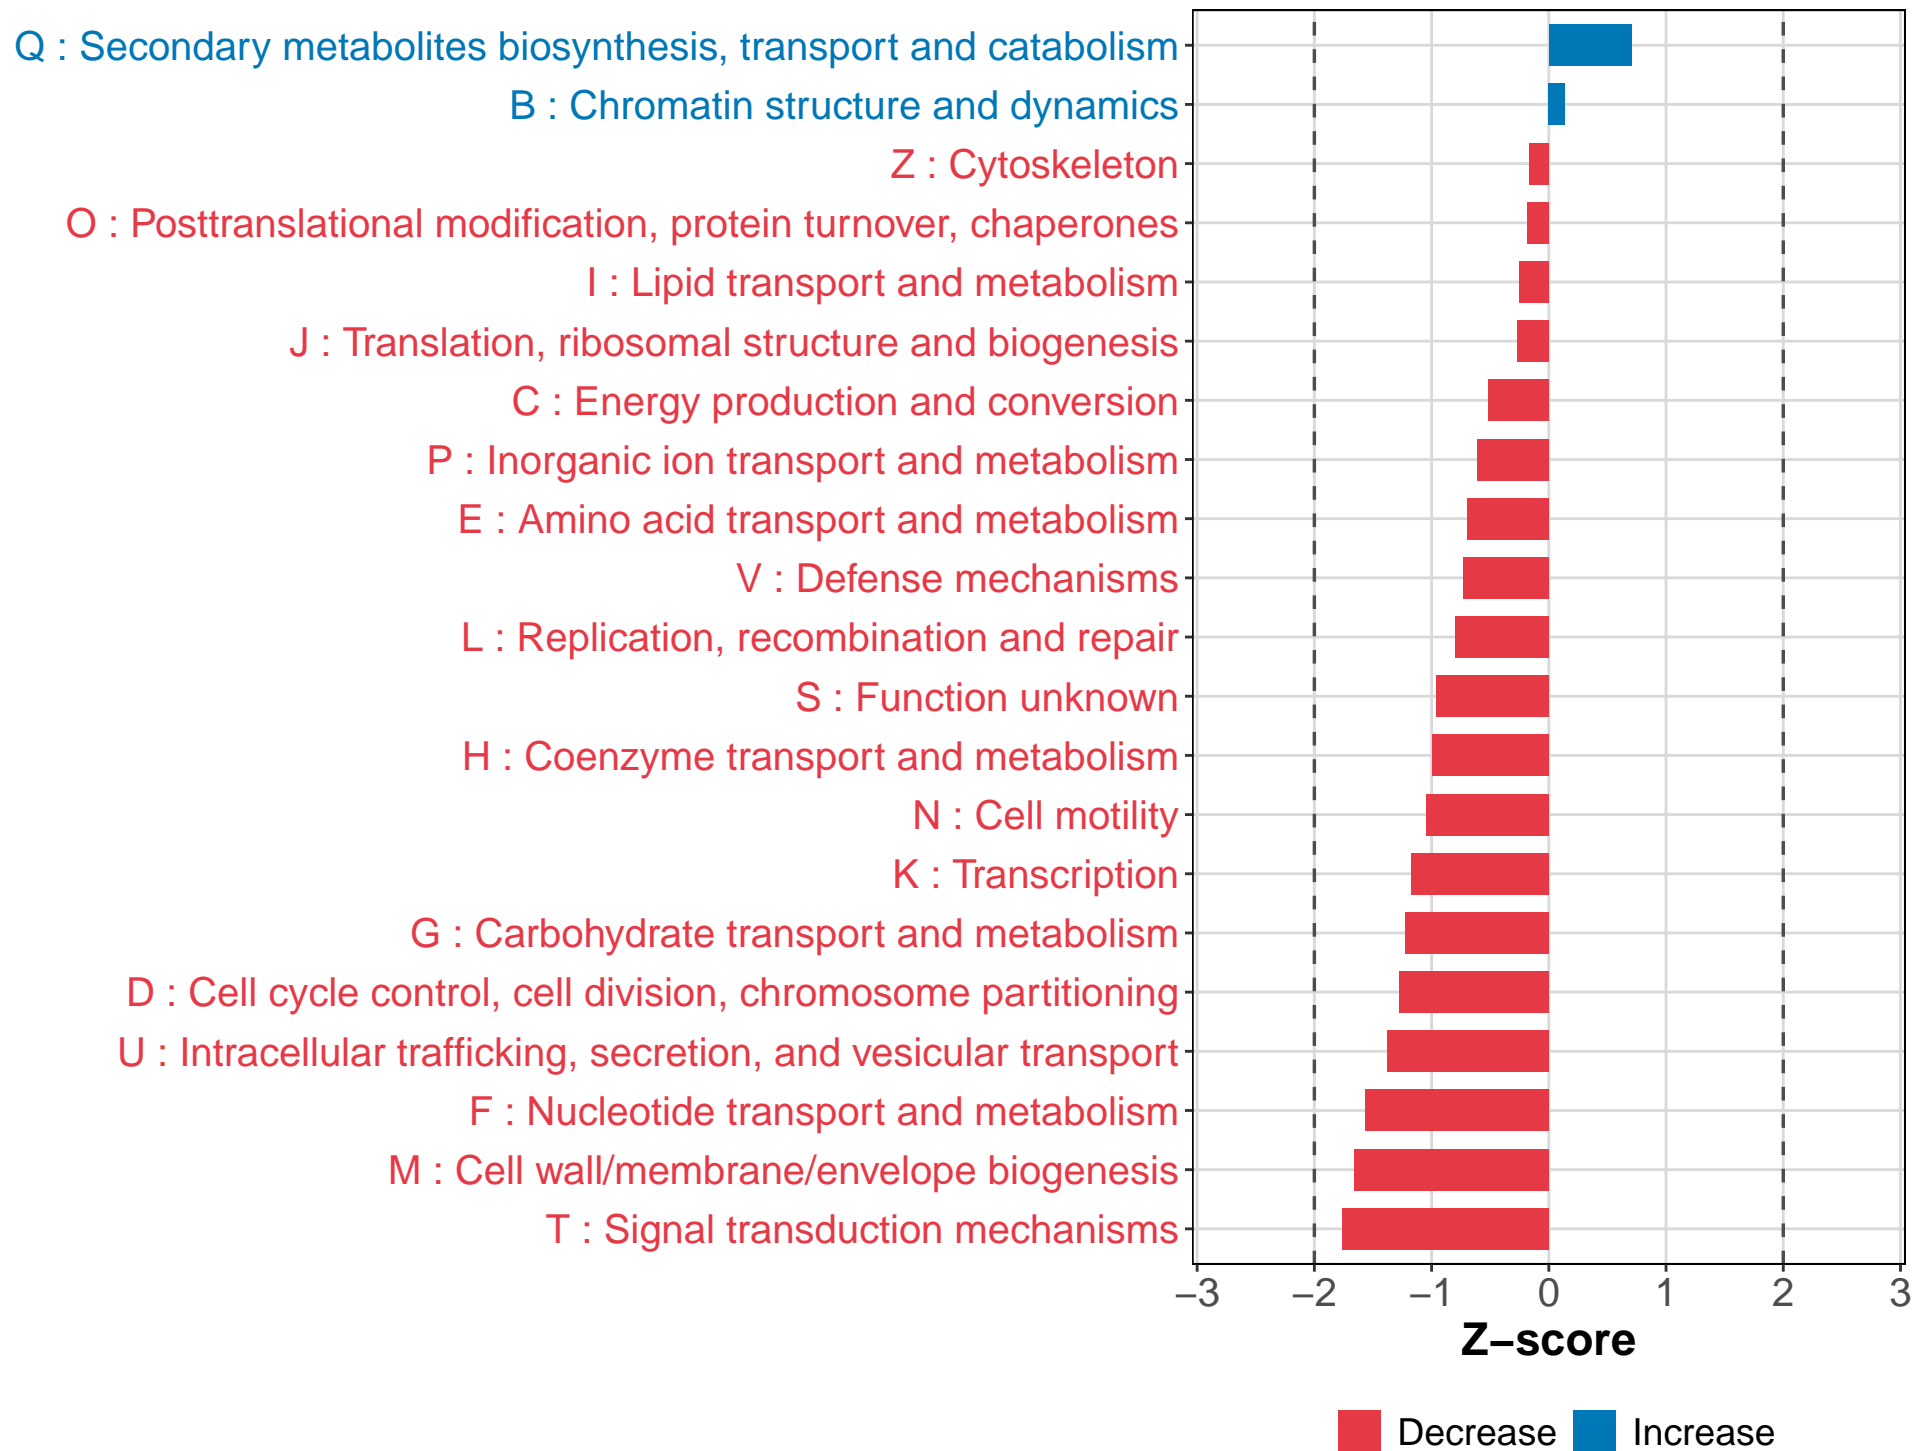 Q : Secondary metabolites biosynthesis, transport and catabolism
B : Chromatin structure and dynamics
Z : Cytoskeleton
O : Posttranslational modification, protein turnover, chaperones
I : Lipid transport and metabolism
J : Translation, ribosomal structure and biogenesis
C : Energy production and conversion
P : Inorganic ion transport and metabolism
E : Amino acid transport and metabolism
V : Defense mechanisms
L : Replication, recombination and repair
S : Function unknown
H : Coenzyme transport and metabolism
N : Cell motility
K : Transcription
G : Carbohydrate transport and metabolism
D : Cell cycle control, cell division, chromosome partitioning
U : Intracellular trafficking, secretion, and vesicular transport
F : Nucleotide transport and metabolism
M : Cell wall/membrane/envelope biogenesis
T : Signal transduction mechanisms
−3 −2 −1 0 1 2 3
Z−score
Decrease Increase